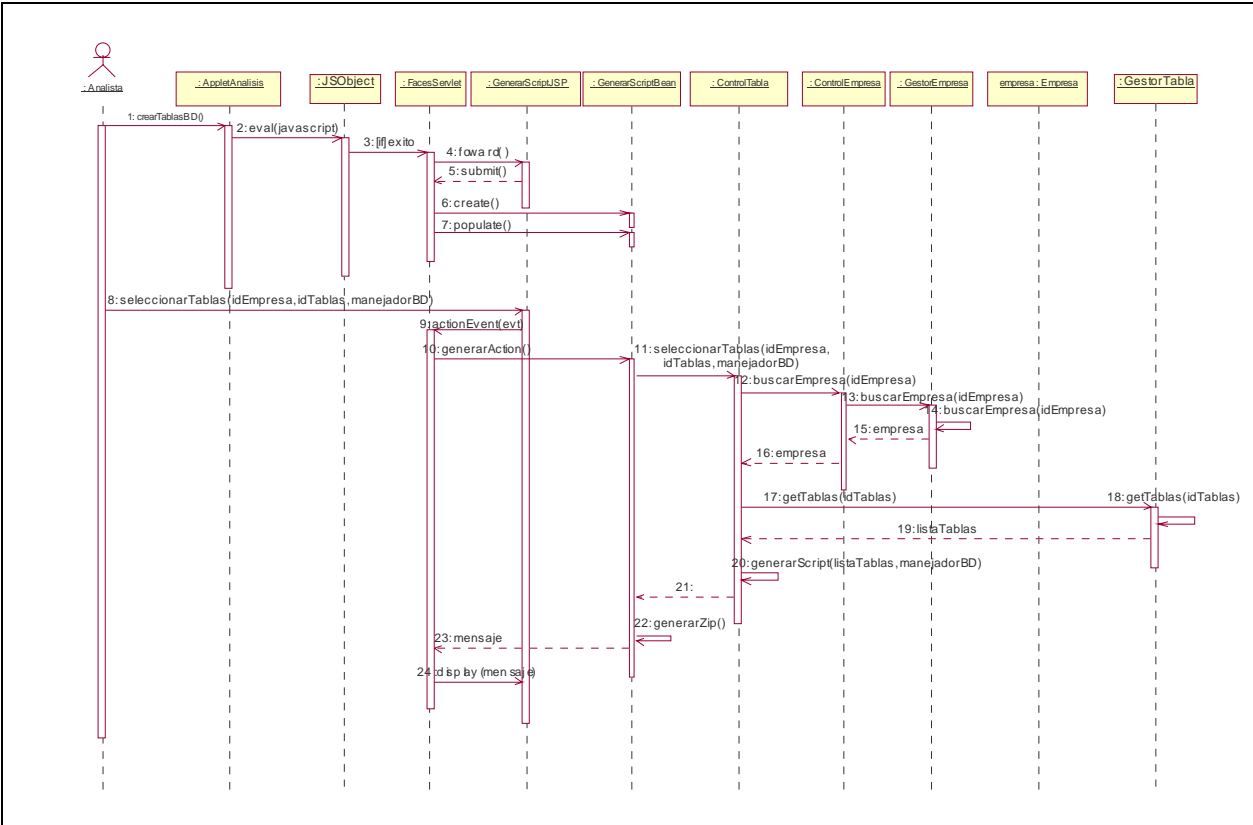 : Analista
: AppletAnalisis
:JSObject
: FacesServlet
: GenerarScriptJSP
: GenerarScriptBean
: ControlTabla
: ControlEmpresa
: GestorEmpresa
empresa : Empresa
:GestorTabla
1: crearTablasBD()
2: eval(javascript)
3: [if]exito
4: foward()
5: submit()
6: create()
7: populate()
8: seleccionarTablas(idEmpresa,idTablas,manejadorBD)
9:actionEvent(evt)
10: generarAction()
11: seleccionarTablas(idEmpresa,
idTablas,manejadorBD)
12: buscarEmpresa(idEmpresa)
13: buscarEmpresa(idEmpresa)
14: buscarEmpresa(idEmpresa)
15: empresa
16: empresa
17: getTablas(idTablas)
18: getTablas(idTablas)
19: listaTablas
20: generarScript(listaTablas,manejadorBD)
21:
22: generarZip()
23: mensaje
24: display(mensaje)